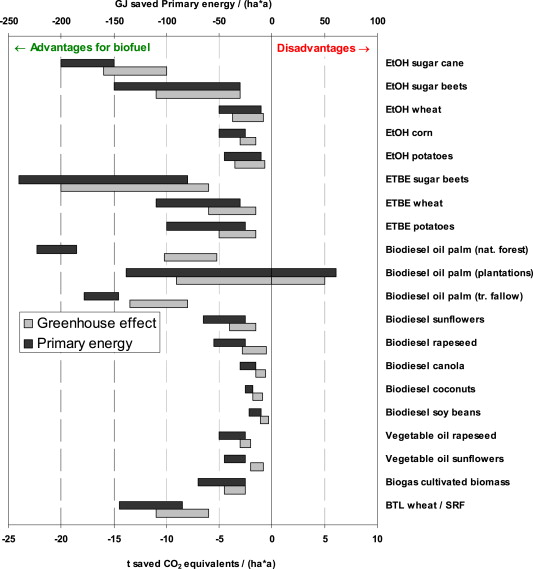 GJ saved Primary energy / (ha*a)
-250 -200 -150 -100 -50 0 50 100
← Advantages for biofuel
Disadvantages →
EtOH sugar cane
EtOH sugar beets
EtOH wheat
EtOH corn
EtOH potatoes
ETBE sugar beets
ETBE wheat
ETBE potatoes
Biodiesel oil palm (nat. forest)
Biodiesel oil palm (plantations)
Biodiesel oil palm (tr. fallow)
Greenhouse effect
Primary energy
Biodiesel sunflowers
Biodiesel rapeseed
Biodiesel canola
Biodiesel coconuts
Biodiesel soy beans
Vegetable oil rapeseed
Vegetable oil sunflowers
Biogas cultivated biomass
BTL wheat / SRF
-25 -20 -15 -10 -5 0 5 10
t saved CO₂ equivalents / (ha*a)